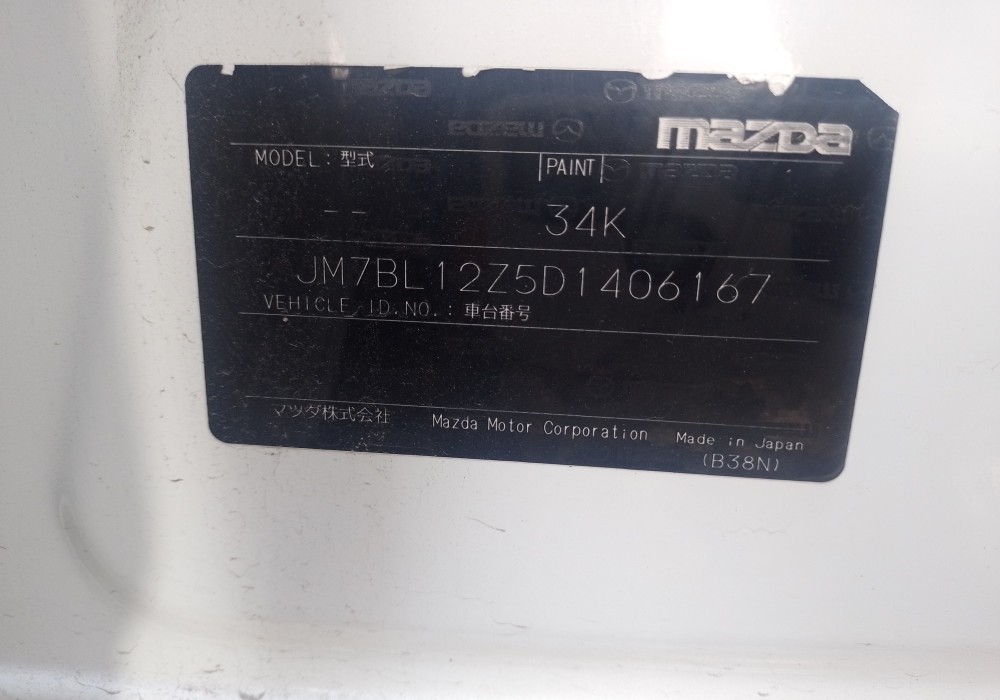 mazda
MODEL：型式 PAINT
-- 34K
JM7BL12Z5D1406167
VEHICLE ID.NO.：車台番号
マツダ株式会社 Mazda Motor Corporation Made in Japan
(B38N)